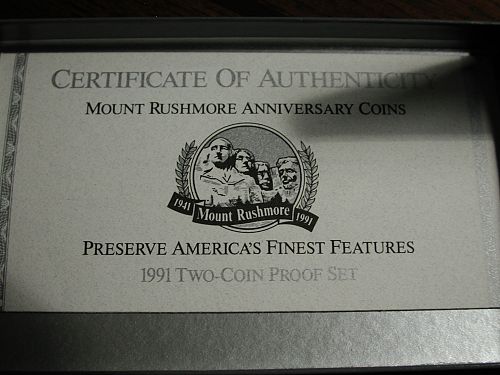 CERTIFICATE OF AUTHENTICITY
MOUNT RUSHMORE ANNIVERSARY COINS
1941 Mount Rushmore 1991
PRESERVE AMERICA'S FINEST FEATURES
1991 TWO-COIN PROOF SET